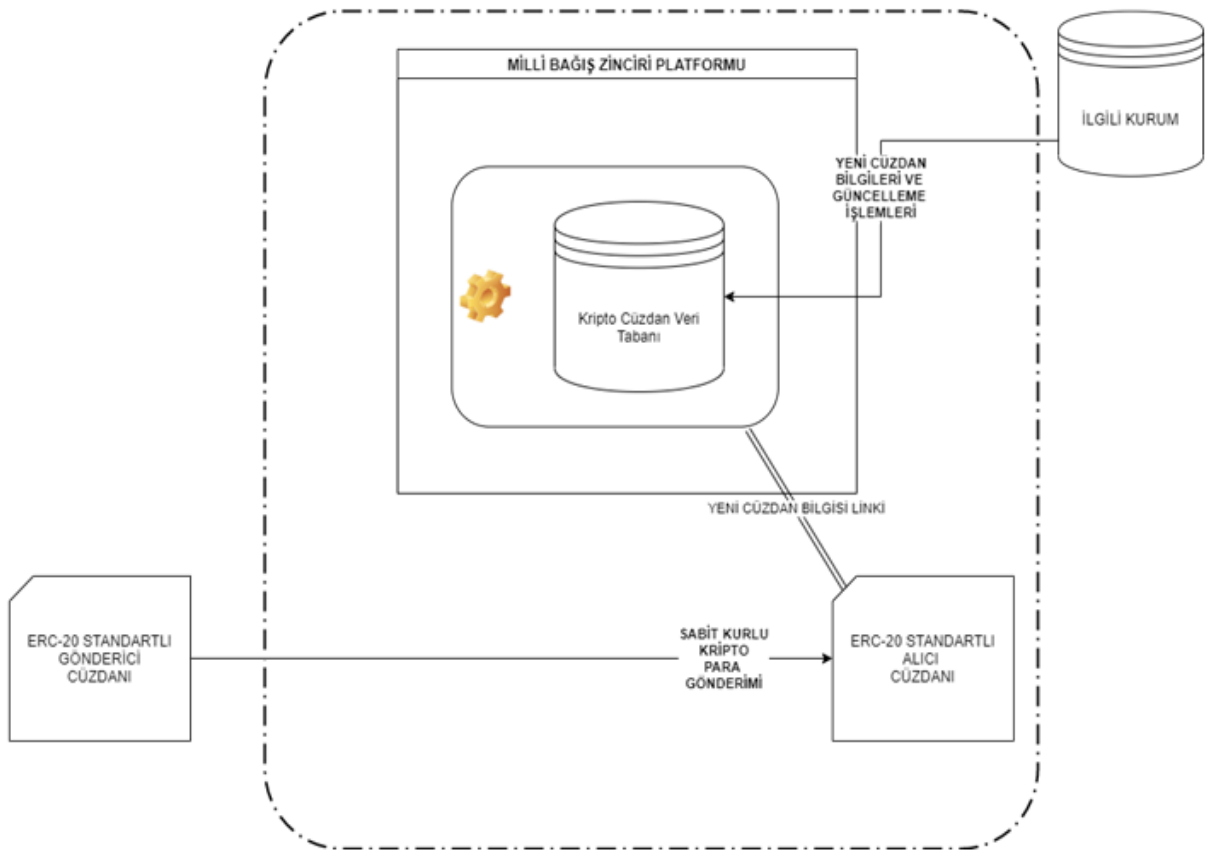 MİLLİ BAĞIŞ ZİNCİRİ PLATFORMU
İLGİLİ KURUM
YENİ CÜZDAN
BİLGİLERİ VE
GÜNCELLEME
İŞLEMLERİ
Kripto Cüzdan Veri
Tabanı
YENİ CÜZDAN BİLGİSİ LİNKİ
ERC-20 STANDARTLI
GÖNDERİCİ
CÜZDANI
SABİT KURLU
KRİPTO
PARA
GÖNDERİMİ
ERC-20 STANDARTLI
ALICI
CÜZDANI